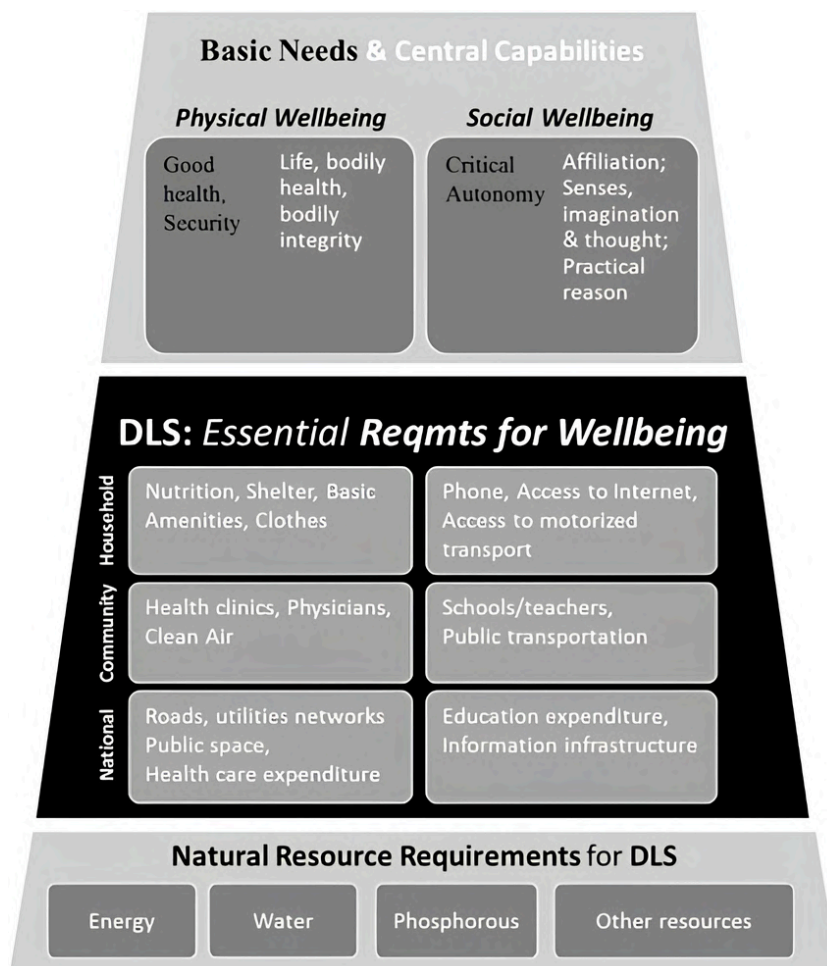 Basic Needs & Central Capabilities
Physical Wellbeing
Good
health,
Security
Life, bodily
health,
bodily
integrity
Social Wellbeing
Critical
Autonomy
Affiliation;
Senses,
imagination
& thought;
Practical
reason
DLS: Essential Reqmts for Wellbeing
Household
Nutrition, Shelter, Basic
Amenities, Clothes
Phone, Access to Internet,
Access to motorized
transport
Community
Health clinics, Physicians,
Clean Air
Schools/teachers,
Public transportation
National
Roads, utilities networks
Public space,
Health care expenditure
Education expenditure,
Information infrastructure
Natural Resource Requirements for DLS
Energy
Water
Phosphorous
Other resources